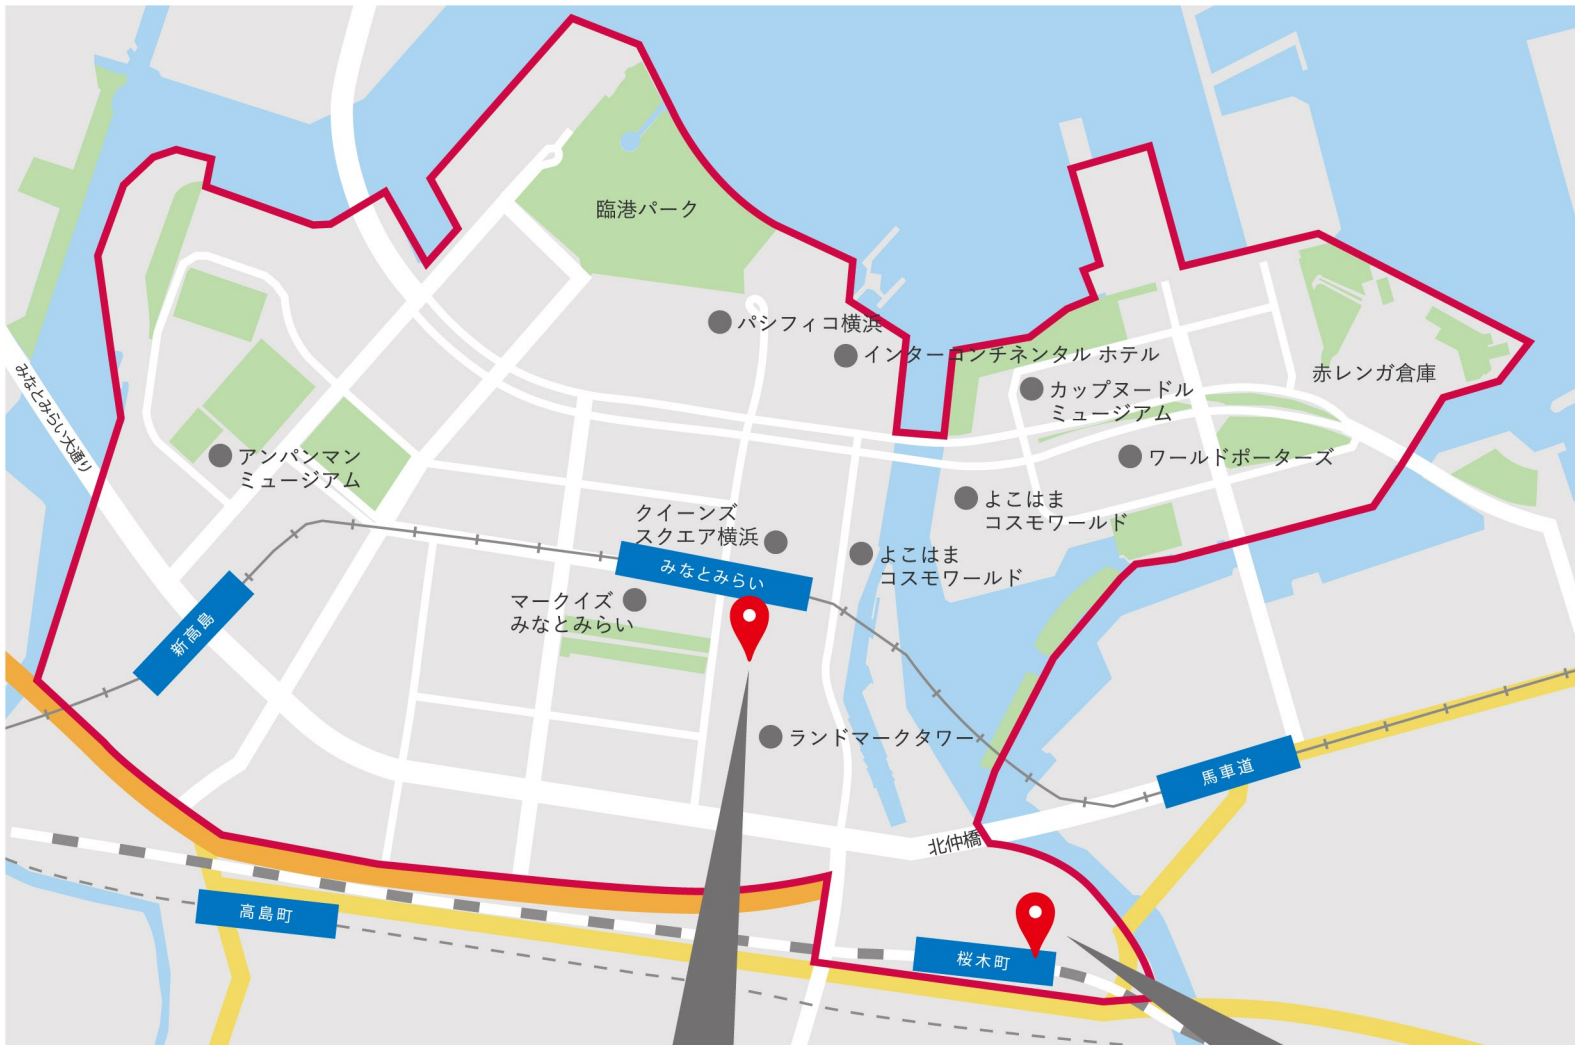 臨港パーク
パシフィコ横浜
インターコンチネンタル ホテル
カップヌードル
ミュージアム
赤レンガ倉庫
みなとみらい大通り
アンパンマン
ミュージアム
ワールドポーターズ
よこはま
コスモワールド
クイーンズ
スクエア横浜
よこはま
コスモワールド
みなとみらい
マークイズ
みなとみらい
新高島
ランドマークタワー
馬車道
北仲橋
高島町
桜木町